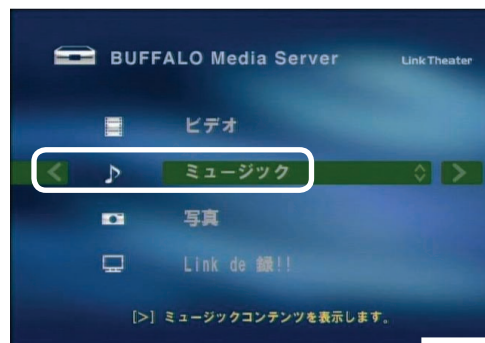 BUFFALO Media Server LinkTheater
ビデオ
ミュージック
写真
Link de 録!!
[>] ミュージックコンテンツを表示します。